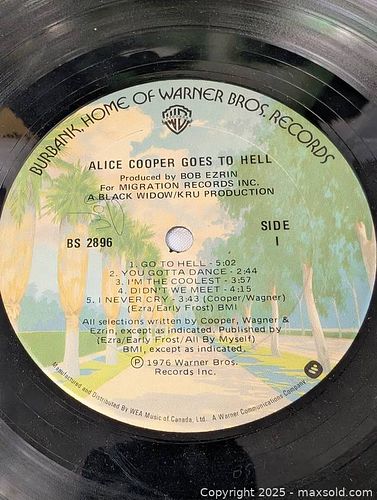 BURBANK, HOME OF WARNER BROS. RECORDS
ALICE COOPER GOES TO HELL
Produced by BOB EZRIN
For MIGRATION RECORDS INC.
A BLACK WIDOW/KRU PRODUCTION
BS 2896
SIDE
1
1. GO TO HELL - 5:02
2. YOU GOTTA DANCE - 2:44
3. I'M THE COOLEST - 3:57
4. DIDN'T WE MEET - 4:15
5. I NEVER CRY - 3:43 (Cooper/Wagner)
(Ezra/Early Frost) BMI
All selections written by Cooper, Wagner &
Ezrin, except as indicated. Published by
(Ezra/Early Frost/All By Myself)
BMI, except as indicated.
Ⓟ 1976 Warner Bros.
Records Inc.
Manufactured and Distributed BY WEA Music of Canada, Ltd. A Warner Communications Company
Copyright © 2025 - maxsold.com